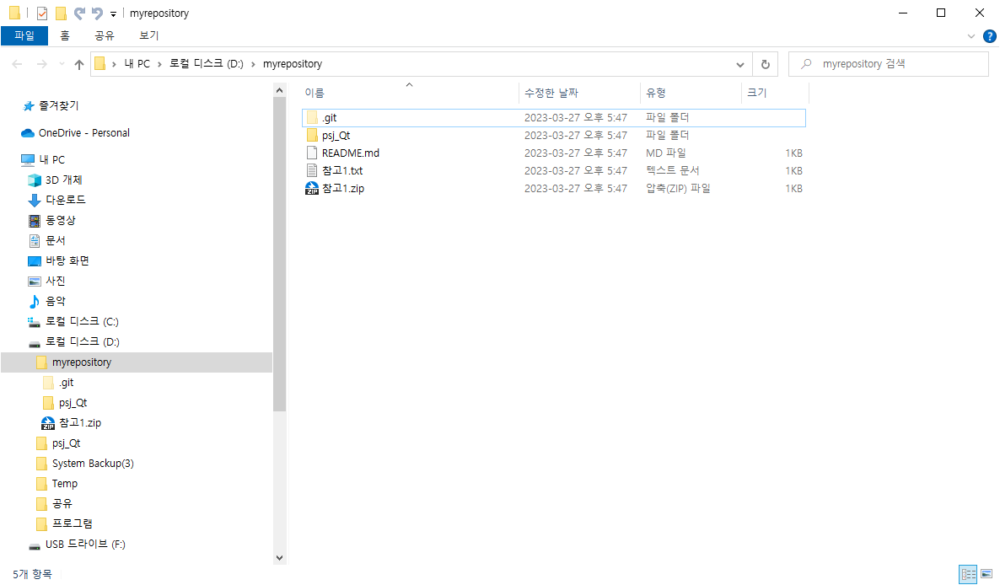 myrepository
파일 홈 공유 보기
내 PC > 로컬 디스크 (D:) > myrepository
myrepository 검색
이름 수정한 날짜 유형 크기
.git 2023-03-27 오후 5:47 파일 폴더
psj_Qt 2023-03-27 오후 5:47 파일 폴더
README.md 2023-03-27 오후 5:47 MD 파일 1KB
참고1.txt 2023-03-27 오후 5:47 텍스트 문서 1KB
참고1.zip 2023-03-27 오후 5:47 압축(ZIP) 파일 1KB
즐겨찾기
OneDrive - Personal
내 PC
3D 개체
다운로드
동영상
문서
바탕 화면
사진
음악
로컬 디스크 (C:)
로컬 디스크 (D:)
myrepository
.git
psj_Qt
참고1.zip
psj_Qt
System Backup(3)
Temp
공유
프로그램
USB 드라이브 (F:)
5개 항목